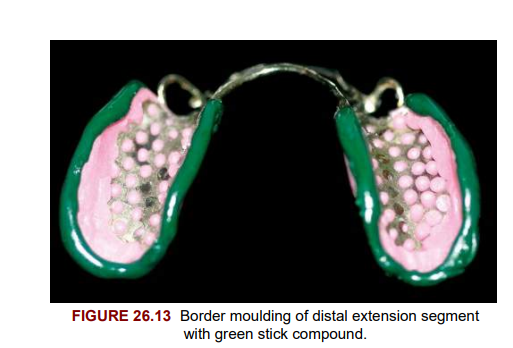 FIGURE 26.13 Border moulding of distal extension segment
with green stick compound.